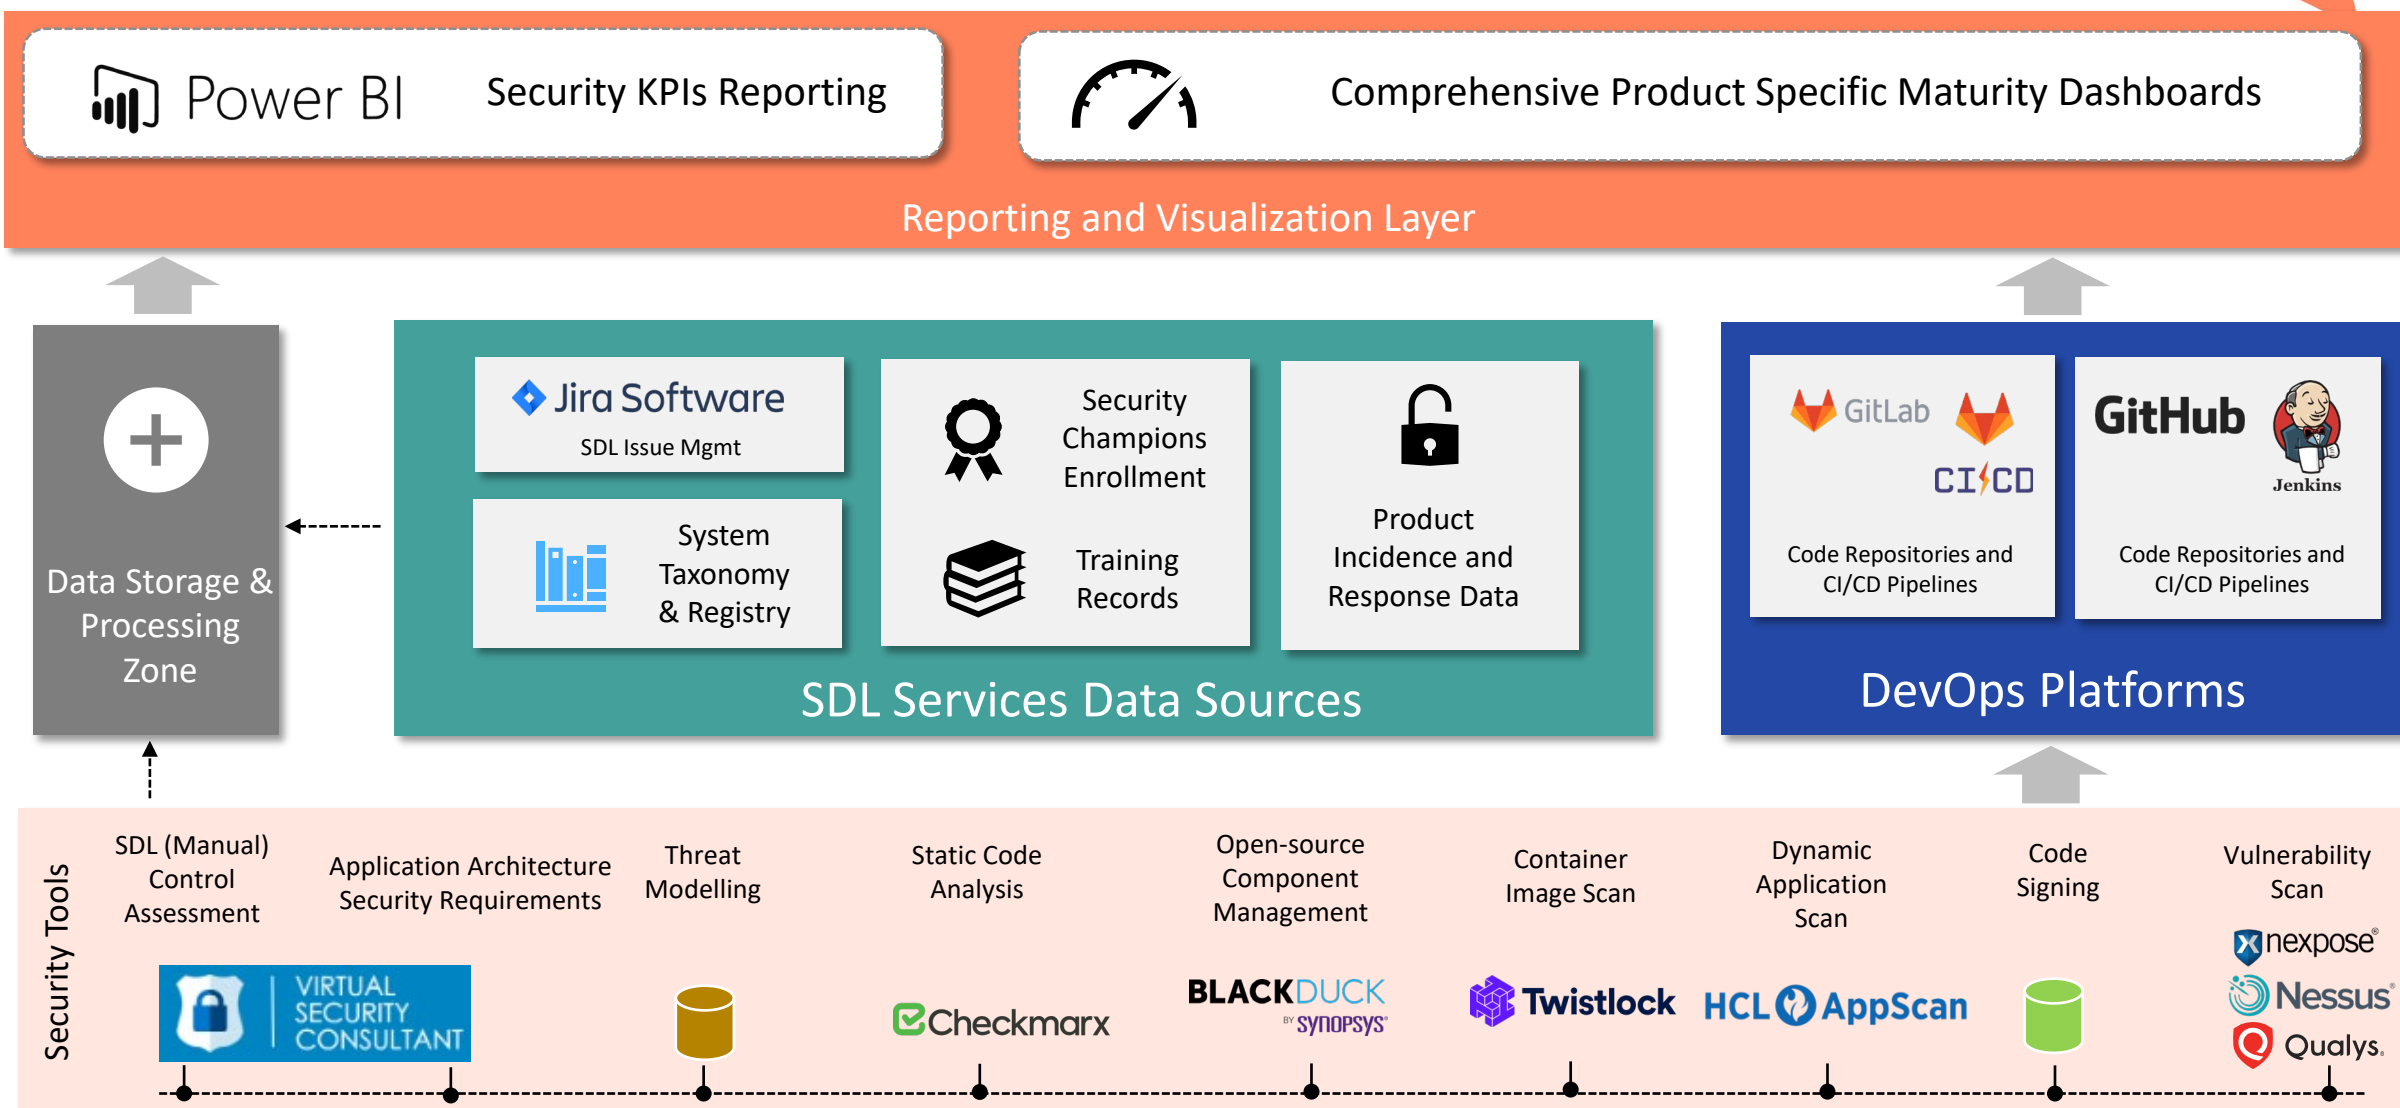 Power BI
Security KPIs Reporting
Comprehensive Product Specific Maturity Dashboards
Reporting and Visualization Layer
Data Storage &
Processing
Zone
Jira Software
SDL Issue Mgmt
System
Taxonomy
& Registry
Security
Champions
Enrollment
Training
Records
Product
Incidence and
Response Data
SDL Services Data Sources
GitLab
CI CD
Code Repositories and
CI/CD Pipelines
GitHub
Jenkins
Code Repositories and
CI/CD Pipelines
DevOps Platforms
Security Tools
SDL (Manual)
Control
Assessment
Application Architecture
Security Requirements
VIRTUAL
SECURITY
CONSULTANT
Threat
Modelling
Static Code
Analysis
Checkmarx
Open-source
Component
Management
BLACKDUCK
BY SYNOPSYS®
Container
Image Scan
Twistlock
Dynamic
Application
Scan
HCL AppScan
Code
Signing
Vulnerability
Scan
nexpose®
Nessus®
Qualys.